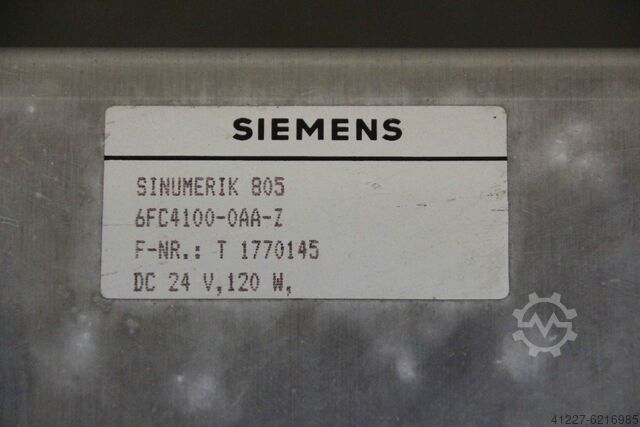 SIEMENS
SINUMERIK 805
6FC4100-0AA-Z
F-NR.: T 1770145
DC 24 V,120 W,
41227-6216985